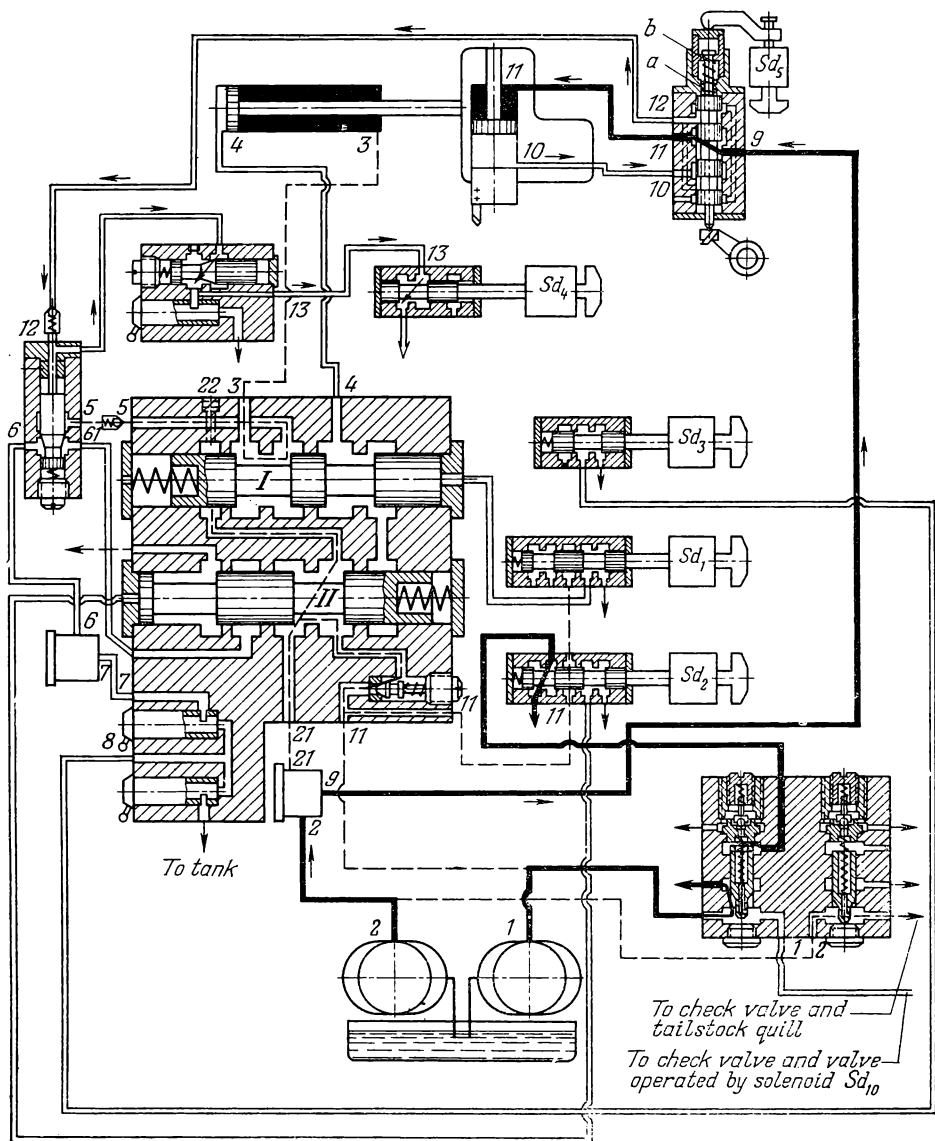 b
Sd5
a
11
12
9
4
3
10
11
10
13
13
Sd4
12
3
4
22
5
5
6
61
I
Sd3
Sd1
II
6
Sd2
7
7
11
11
8
21
11
21
9
2
To tank
2
1
1
2
To check valve and
tailstock quill
To check valve and valve
operated by solenoid Sd10